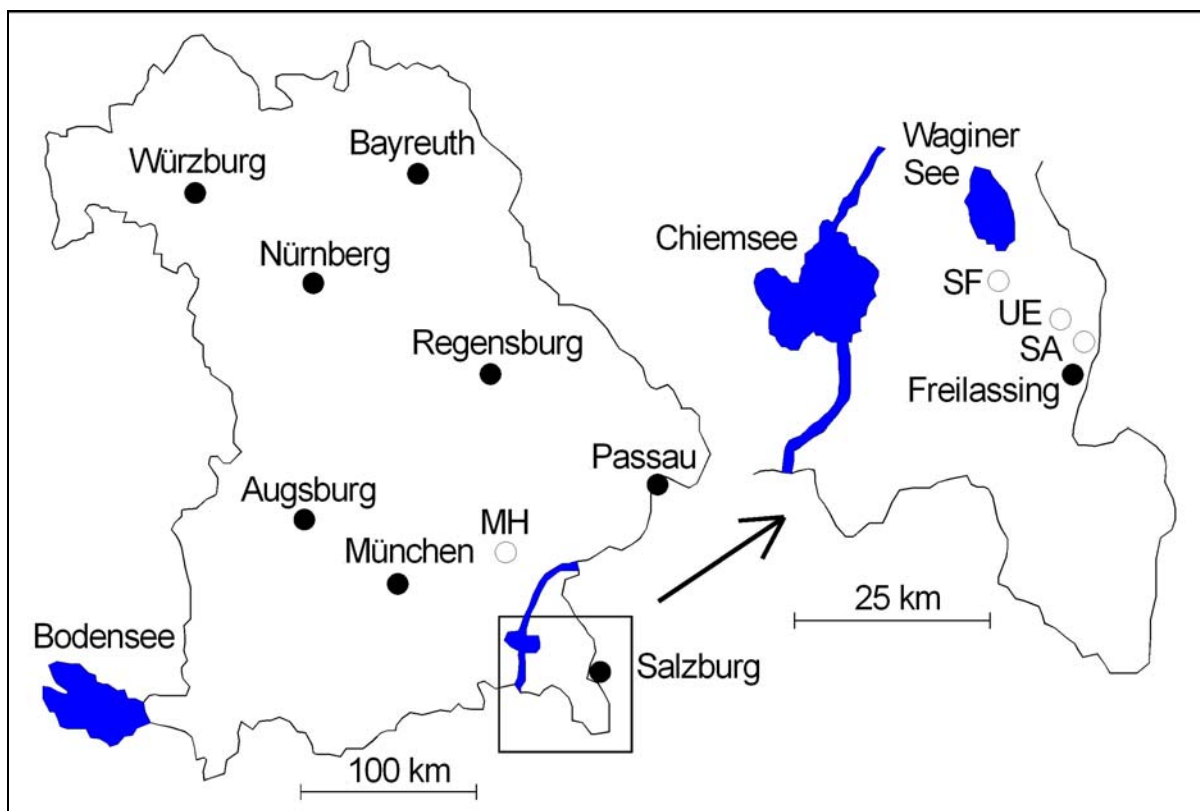 Würzburg
Bayreuth
Nürnberg
Regensburg
Passau
Augsburg
MH
München
Bodensee
Salzburg
100 km
Waginer
See
Chiemsee
SF
UE
SA
Freilassing
25 km